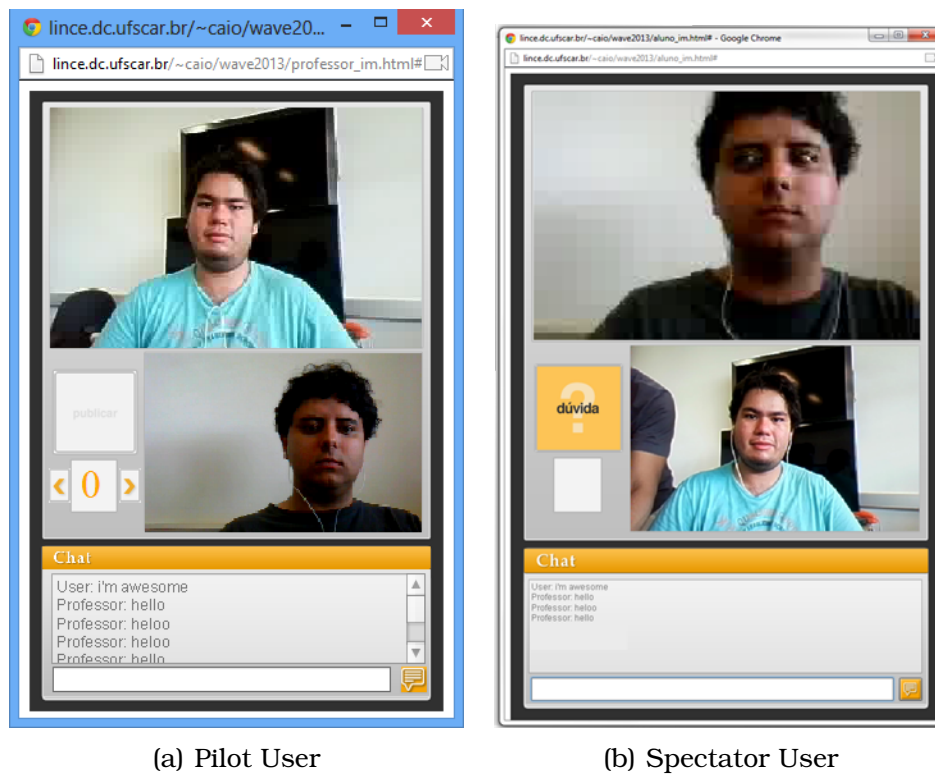 lince.dc.ufscar.br/~caio/wave20...
lince.dc.ufscar.br/~caio/wave2013/professor_im.html#
publicar
0
Chat
User: i'm awesome
Professor: hello
Professor: heloo
Professor: heloo
Professor: hello
(a) Pilot User
lince.dc.ufscar.br/~caio/wave2013/aluno_im.html# - Google Chrome
lince.dc.ufscar.br/~caio/wave2013/aluno_im.html#
?
dúvida
Chat
User: i'm awesome
Professor: hello
Professor: heloo
Professor: hello
(b) Spectator User